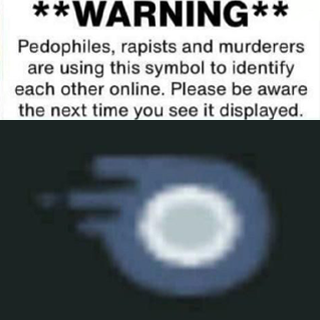 **WARNING**
Pedophiles, rapists and murderers
are using this symbol to identify
each other online. Please be aware
the next time you see it displayed.